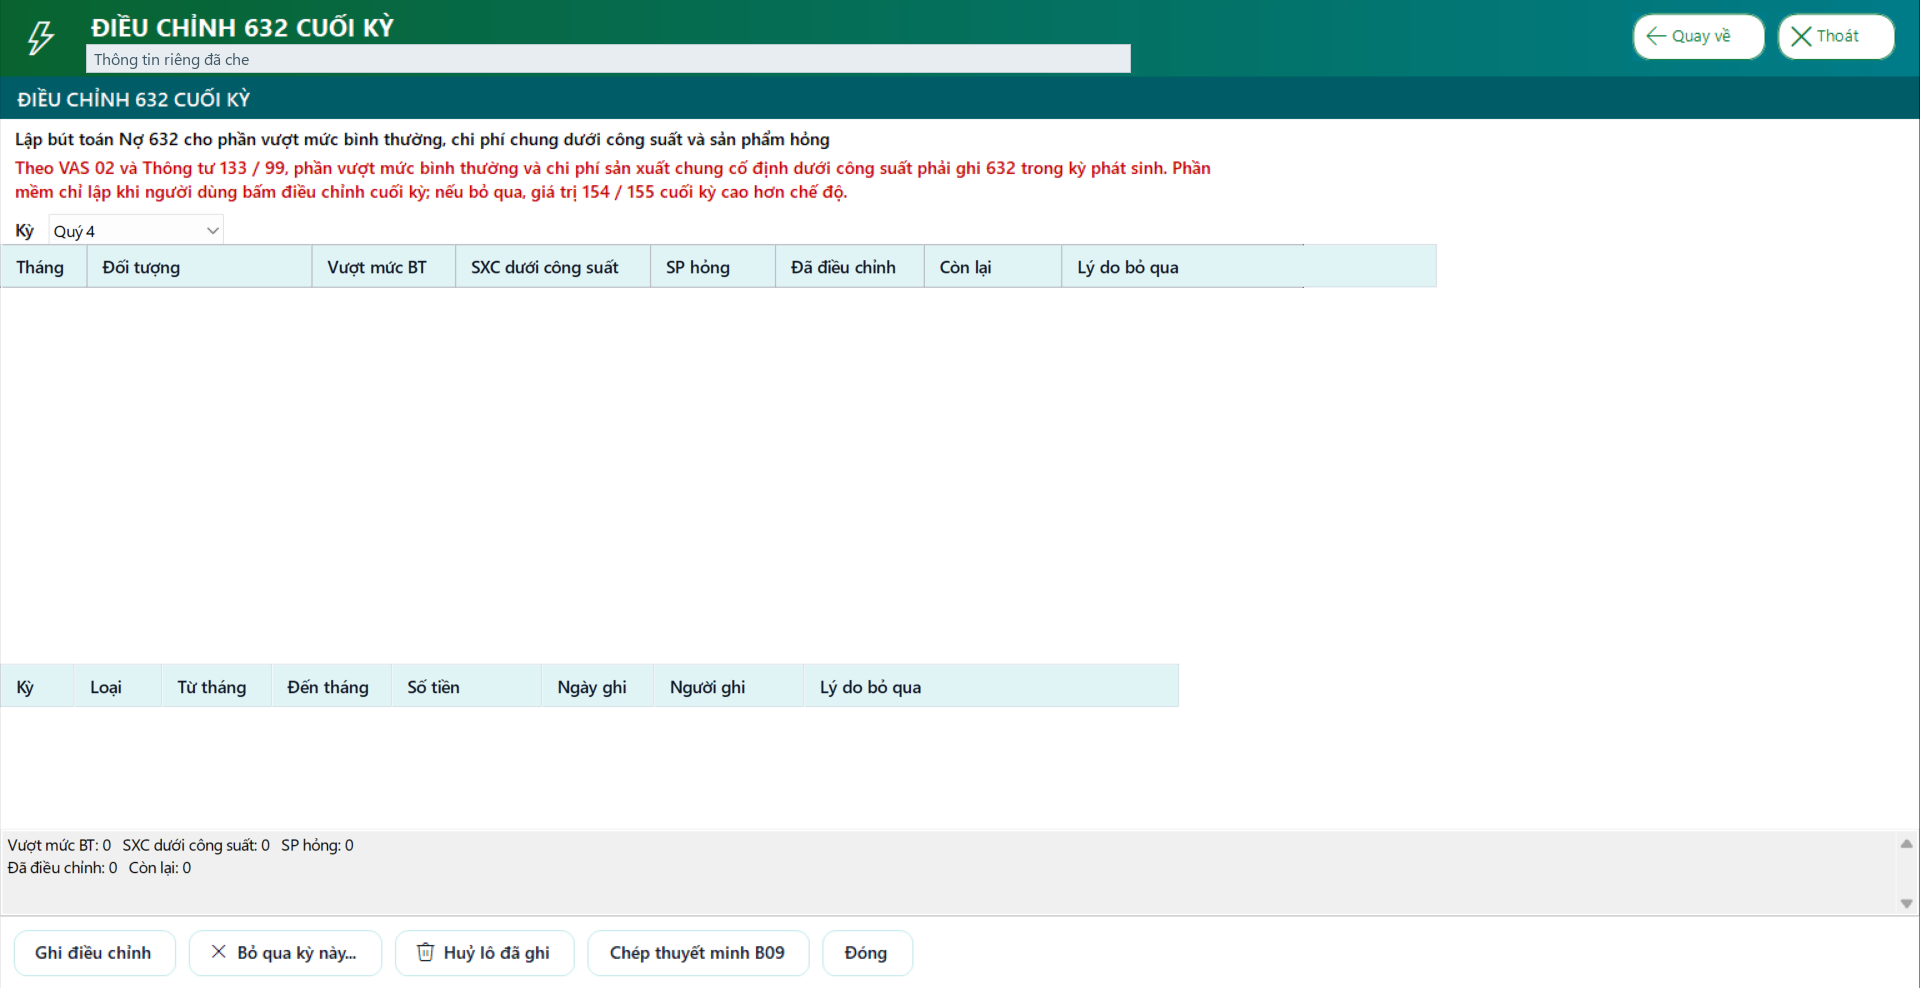 ĐIỀU CHỈNH 632 CUỐI KỲ
Thông tin riêng đã che
Quay về
Thoát
ĐIỀU CHỈNH 632 CUỐI KỲ
Lập bút toán Nợ 632 cho phần vượt mức bình thường, chi phí chung dưới công suất và sản phẩm hỏng
Theo VAS 02 và Thông tư 133 / 99, phần vượt mức bình thường và chi phí sản xuất chung cố định dưới công suất phải ghi 632 trong kỳ phát sinh. Phần
mềm chỉ lập khi người dùng bấm điều chỉnh cuối kỳ; nếu bỏ qua, giá trị 154 / 155 cuối kỳ cao hơn chế độ.
Kỳ Quý 4
Tháng Đối tượng Vượt mức BT SXC dưới công suất SP hỏng Đã điều chỉnh Còn lại Lý do bỏ qua
Kỳ Loại Từ tháng Đến tháng Số tiền Ngày ghi Người ghi Lý do bỏ qua
Vượt mức BT: 0 SXC dưới công suất: 0 SP hỏng: 0
Đã điều chỉnh: 0 Còn lại: 0
Ghi điều chỉnh Bỏ qua kỳ này... Huỷ lô đã ghi Chép thuyết minh B09 Đóng